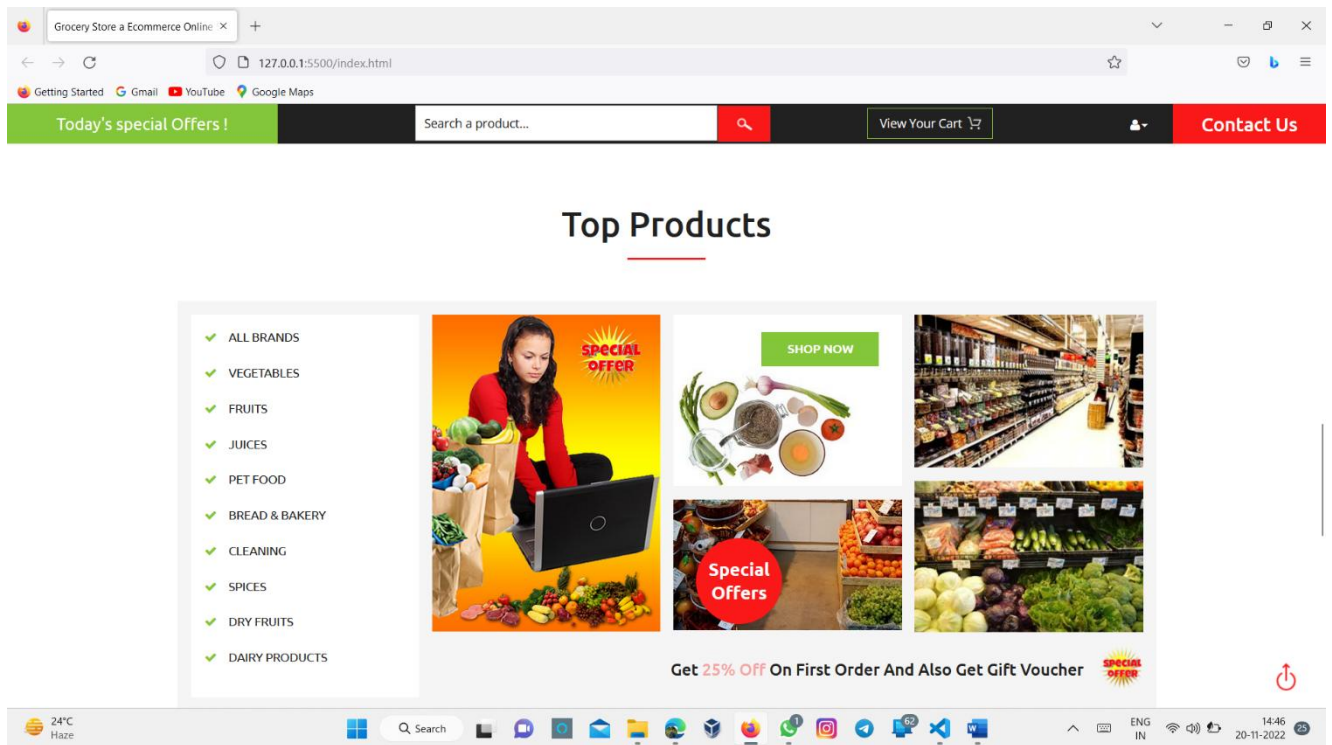 Grocery Store a Ecommerce Online
127.0.0.1:5500/index.html
Getting Started Gmail YouTube Google Maps
Today's special Offers !
Search a product...
View Your Cart
Contact Us
Top Products
ALL BRANDS
VEGETABLES
FRUITS
JUICES
PET FOOD
BREAD & BAKERY
CLEANING
SPICES
DRY FRUITS
DAIRY PRODUCTS
SPECIAL
OFFER
SHOP NOW
Special
Offers
Get 25% Off On First Order And Also Get Gift Voucher
SPECIAL
OFFER
24°C
Haze
Search
1
62
ENG
IN
14:46
20-11-2022
25